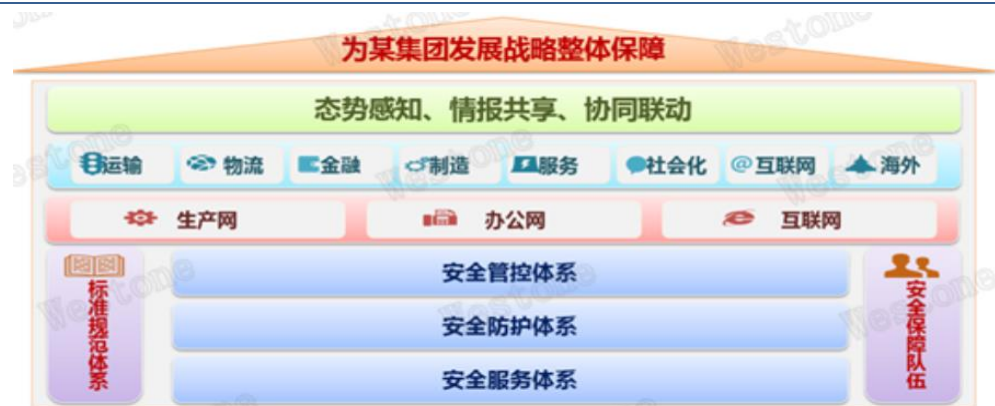 为某集团发展战略整体保障
态势感知、情报共享、协同联动
运输 物流 金融 制造 服务 社会化 @互联网 海外
生产网 办公网 互联网
标准规范体系
安全管控体系
安全防护体系
安全服务体系
安全保障队伍
Westone